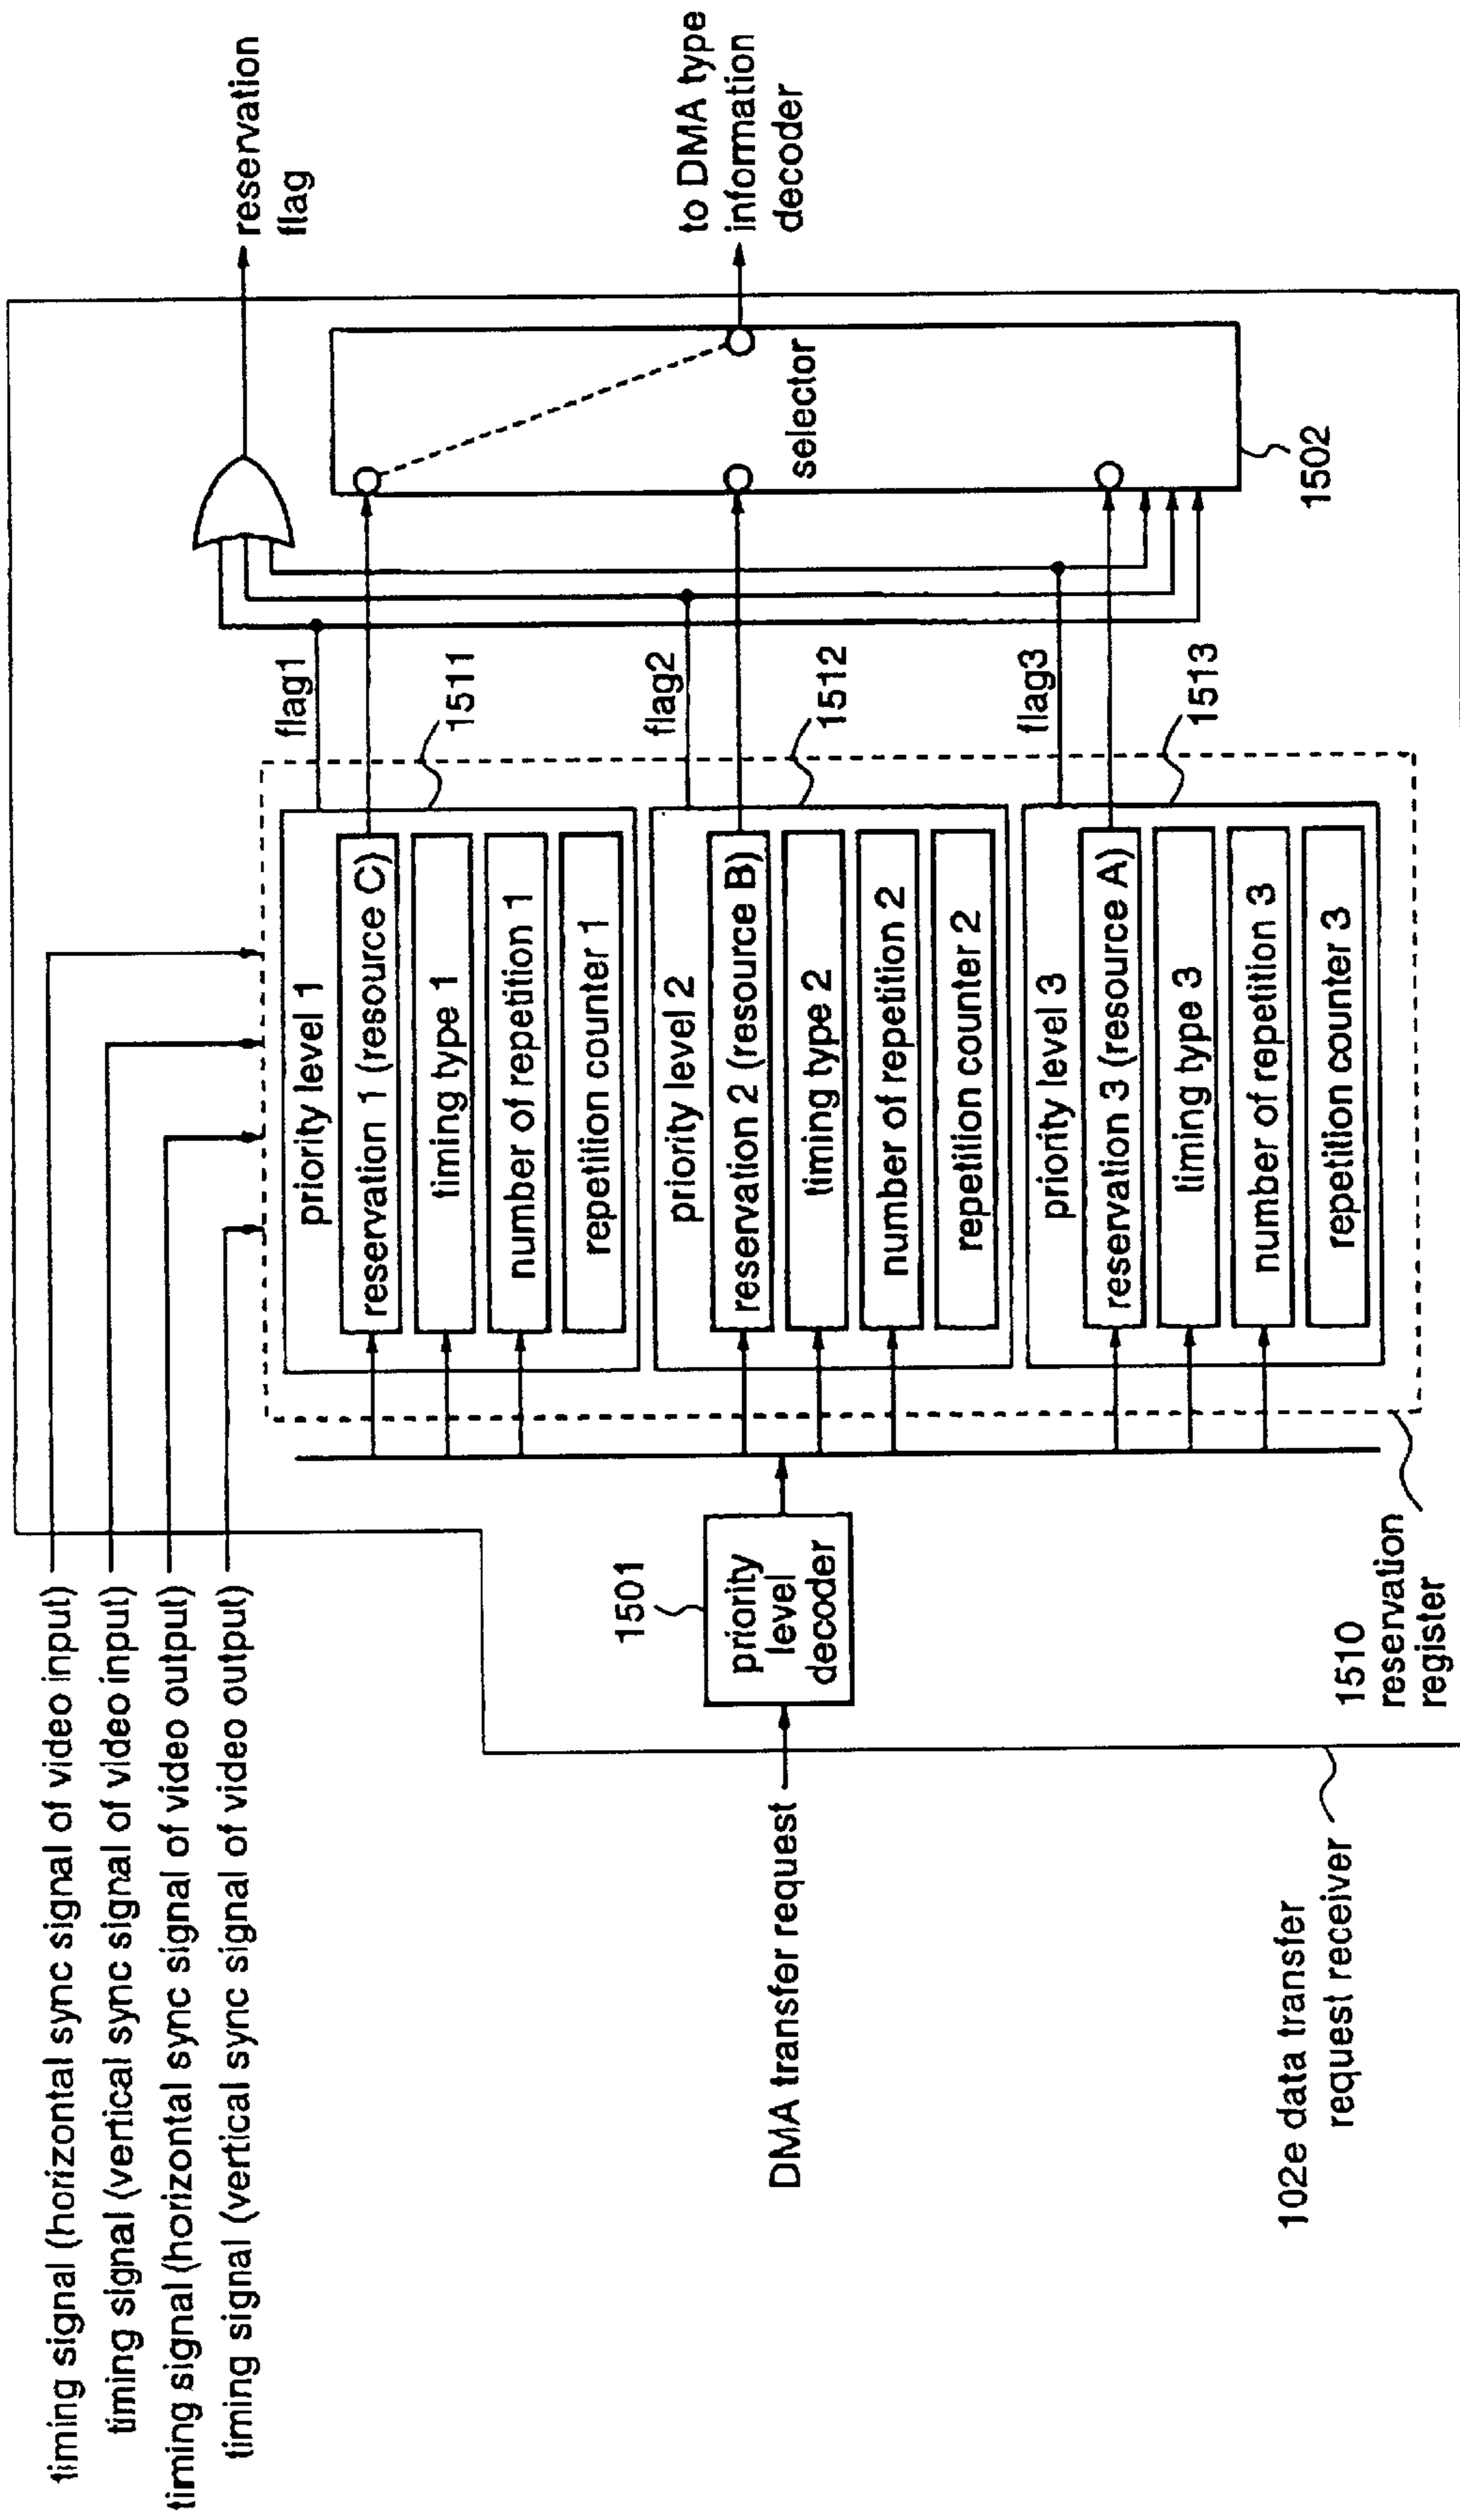 timing signal (horizontal sync signal of video input)
timing signal (vertical sync signal of video input)
timing signal (horizontal sync signal of video output)
timing signal (vertical sync signal of video output)
DMA transfer request
102e data transfer
request receiver
1501
priority
level
decoder
1510
reservation
register
priority level 1
reservation 1 (resource C)
timing type 1
number of repetition 1
repetition counter 1
priority level 2
reservation 2 (resource B)
timing type 2
number of repetition 2
repetition counter 2
priority level 3
reservation 3 (resource A)
timing type 3
number of repetition 3
repetition counter 3
flag1
1511
flag2
1512
flag3
1513
selector
1502
reservation
flag
to DMA type
information
decoder